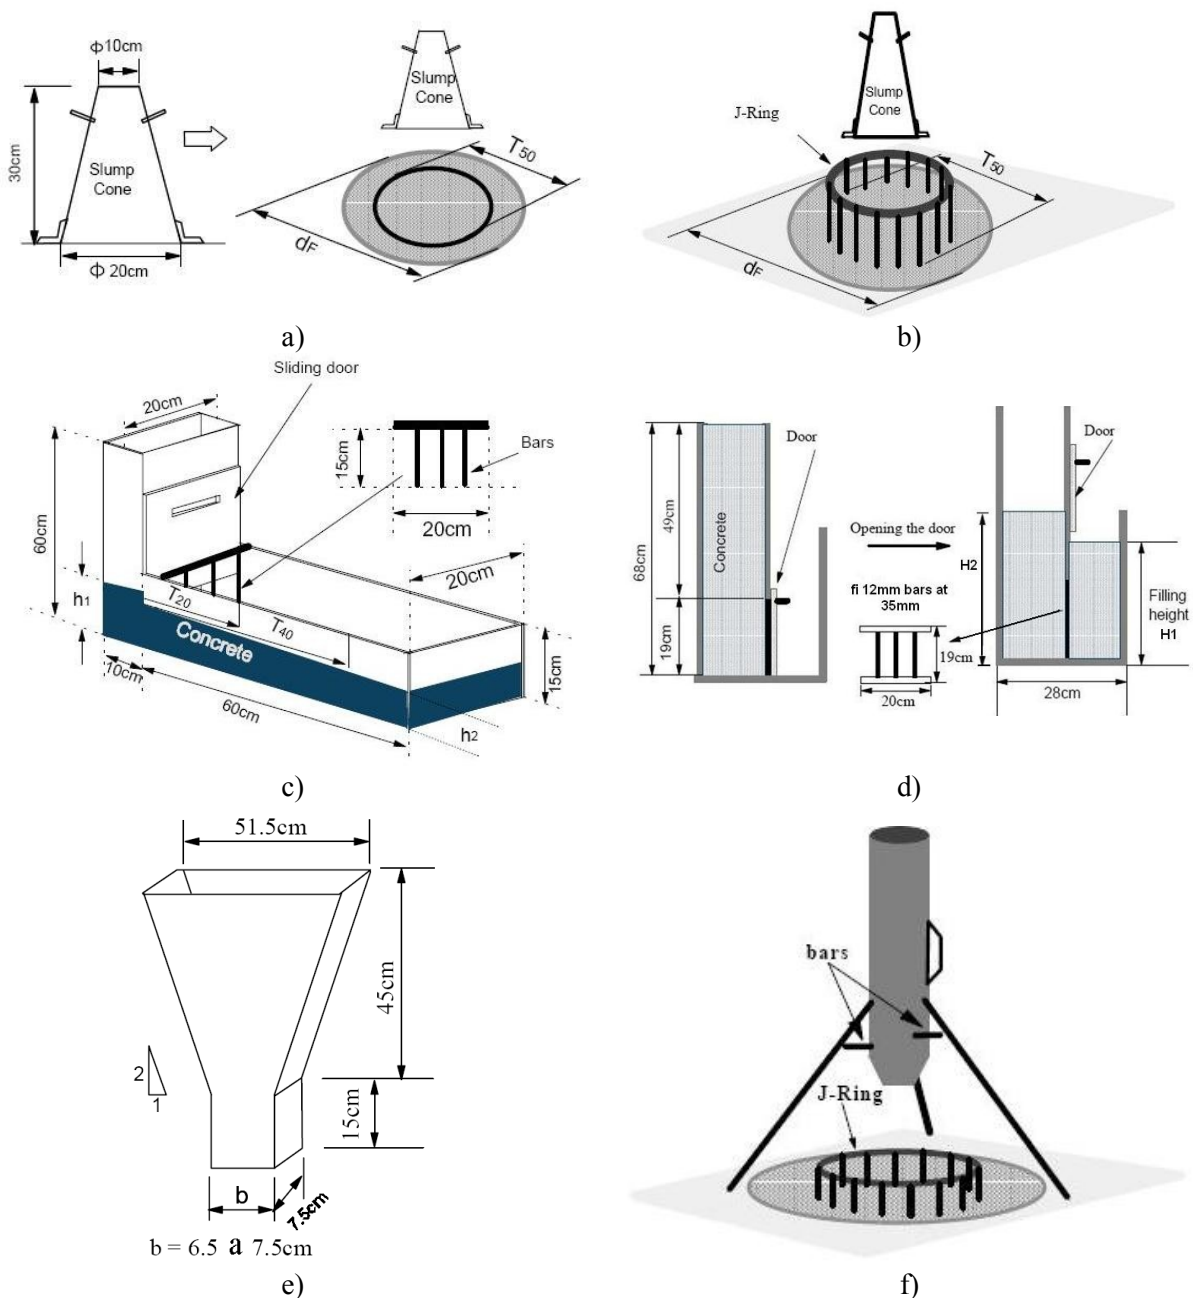 ϕ10cm
30cm
Slump
Cone
ϕ 20cm
Slump
Cone
T50
dF
a)
Slump
Cone
J-Ring
T50
dF
b)
Sliding door
20cm
60cm
15cm
Bars
20cm
20cm
h1
T20
T40
Concrete
10cm
60cm
15cm
h2
c)
68cm
49cm
19cm
Concrete
Door
Opening the door
fi 12mm bars at
35mm
19cm
20cm
Door
H2
Filling
height
H1
28cm
d)
51.5cm
45cm
15cm
2
1
b
7.5cm
b = 6.5 a 7.5cm
e)
bars
J-Ring
f)